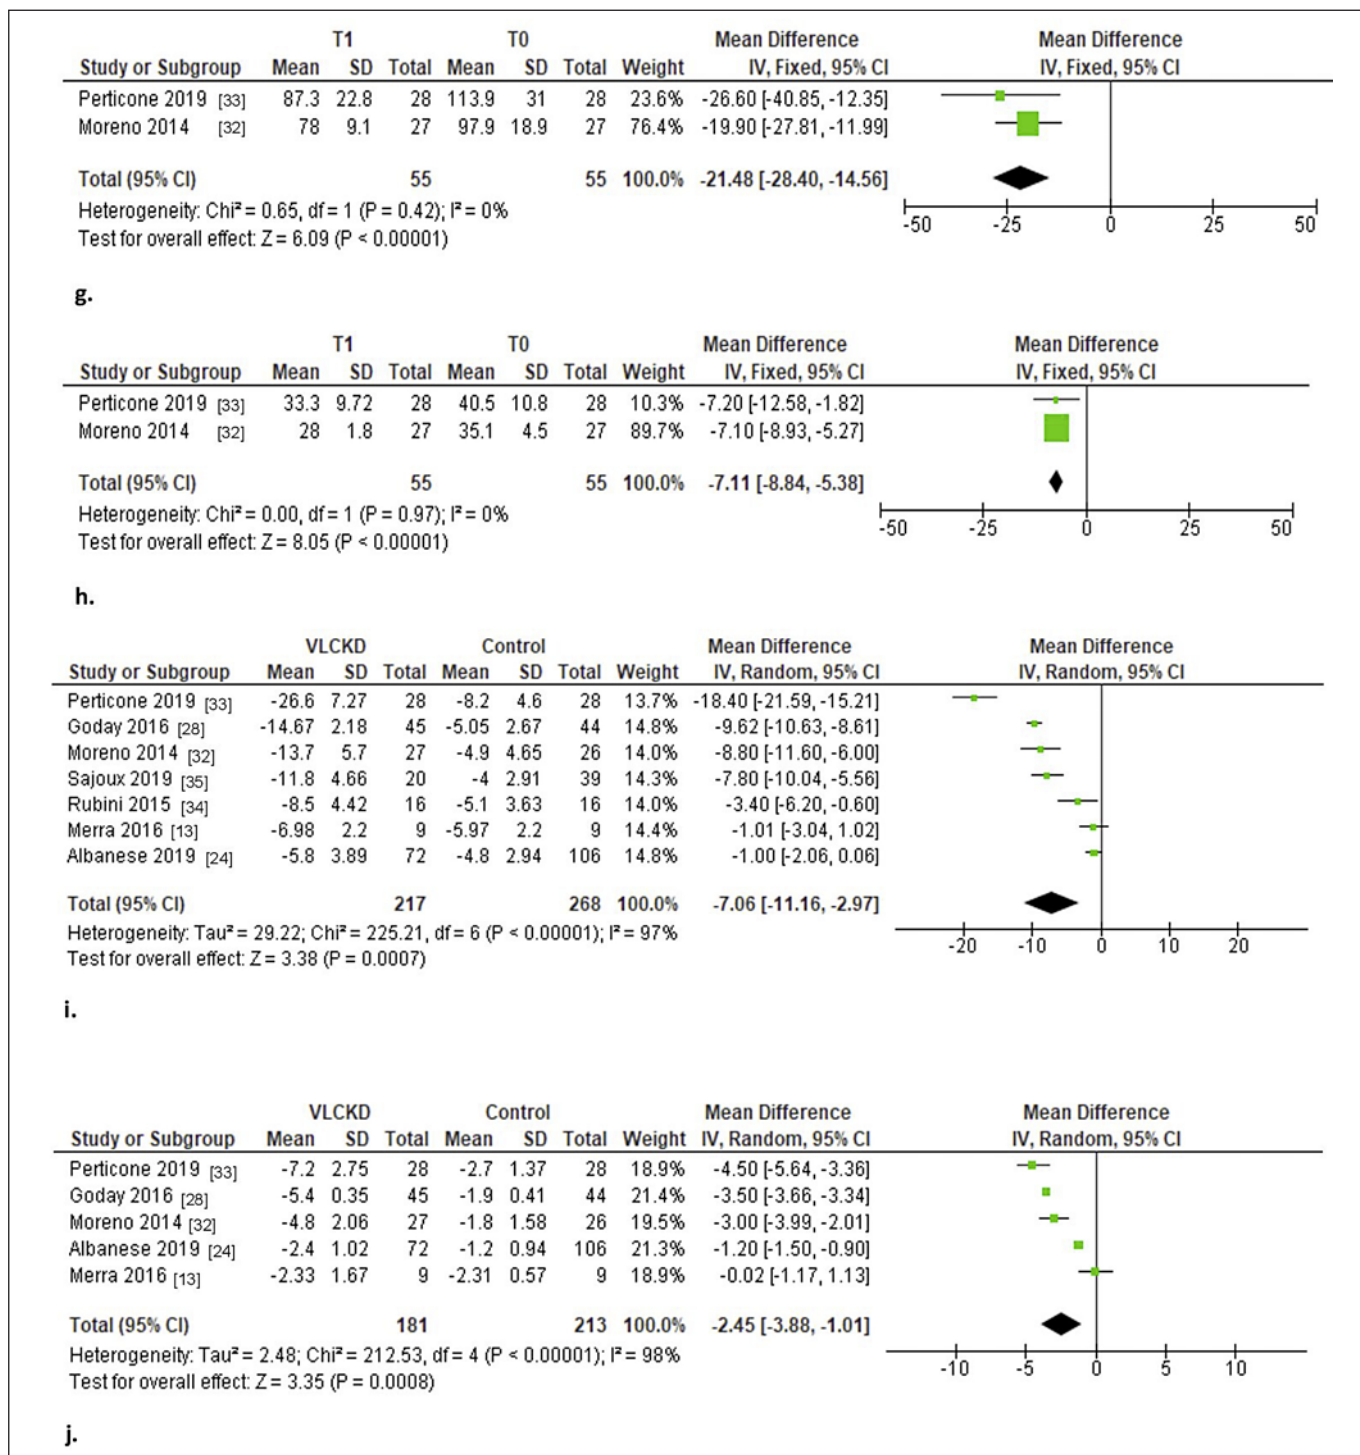 T1 T0 Mean Difference Mean Difference
Study or Subgroup Mean SD Total Mean SD Total Weight IV, Fixed, 95% CI IV, Fixed, 95% CI
Perticone 2019 [33] 87.3 22.8 28 113.9 31 28 23.6% -26.60 [-40.85, -12.35]
Moreno 2014 [32] 78 9.1 27 97.9 18.9 27 76.4% -19.90 [-27.81, -11.99]
Total (95% CI) 55 55 100.0% -21.48 [-28.40, -14.56]
Heterogeneity: Chi² = 0.65, df = 1 (P = 0.42); I² = 0%
Test for overall effect: Z = 6.09 (P < 0.00001)
-50 -25 0 25 50
g.
T1 T0 Mean Difference Mean Difference
Study or Subgroup Mean SD Total Mean SD Total Weight IV, Fixed, 95% CI IV, Fixed, 95% CI
Perticone 2019 [33] 33.3 9.72 28 40.5 10.8 28 10.3% -7.20 [-12.58, -1.82]
Moreno 2014 [32] 28 1.8 27 35.1 4.5 27 89.7% -7.10 [-8.93, -5.27]
Total (95% CI) 55 55 100.0% -7.11 [-8.84, -5.38]
Heterogeneity: Chi² = 0.00, df = 1 (P = 0.97); I² = 0%
Test for overall effect: Z = 8.05 (P < 0.00001)
-50 -25 0 25 50
h.
VLCKD Control Mean Difference Mean Difference
Study or Subgroup Mean SD Total Mean SD Total Weight IV, Random, 95% CI IV, Random, 95% CI
Perticone 2019 [33] -26.6 7.27 28 -8.2 4.6 28 13.7% -18.40 [-21.59, -15.21]
Goday 2016 [28] -14.67 2.18 45 -5.05 2.67 44 14.8% -9.62 [-10.63, -8.61]
Moreno 2014 [32] -13.7 5.7 27 -4.9 4.65 26 14.0% -8.80 [-11.60, -6.00]
Sajoux 2019 [35] -11.8 4.66 20 -4 2.91 39 14.3% -7.80 [-10.04, -5.56]
Rubini 2015 [34] -8.5 4.42 16 -5.1 3.63 16 14.0% -3.40 [-6.20, -0.60]
Merra 2016 [13] -6.98 2.2 9 -5.97 2.2 9 14.4% -1.01 [-3.04, 1.02]
Albanese 2019 [24] -5.8 3.89 72 -4.8 2.94 106 14.8% -1.00 [-2.06, 0.06]
Total (95% CI) 217 268 100.0% -7.06 [-11.16, -2.97]
Heterogeneity: Tau² = 29.22; Chi² = 225.21, df = 6 (P < 0.00001); I² = 97%
Test for overall effect: Z = 3.38 (P = 0.0007)
-20 -10 0 10 20
i.
VLCKD Control Mean Difference Mean Difference
Study or Subgroup Mean SD Total Mean SD Total Weight IV, Random, 95% CI IV, Random, 95% CI
Perticone 2019 [33] -7.2 2.75 28 -2.7 1.37 28 18.9% -4.50 [-5.64, -3.36]
Goday 2016 [28] -5.4 0.35 45 -1.9 0.41 44 21.4% -3.50 [-3.66, -3.34]
Moreno 2014 [32] -4.8 2.06 27 -1.8 1.58 26 19.5% -3.00 [-3.99, -2.01]
Albanese 2019 [24] -2.4 1.02 72 -1.2 0.94 106 21.3% -1.20 [-1.50, -0.90]
Merra 2016 [13] -2.33 1.67 9 -2.31 0.57 9 18.9% -0.02 [-1.17, 1.13]
Total (95% CI) 181 213 100.0% -2.45 [-3.88, -1.01]
Heterogeneity: Tau² = 2.48; Chi² = 212.53, df = 4 (P < 0.00001); I² = 98%
Test for overall effect: Z = 3.35 (P = 0.0008)
-10 -5 0 5 10
j.